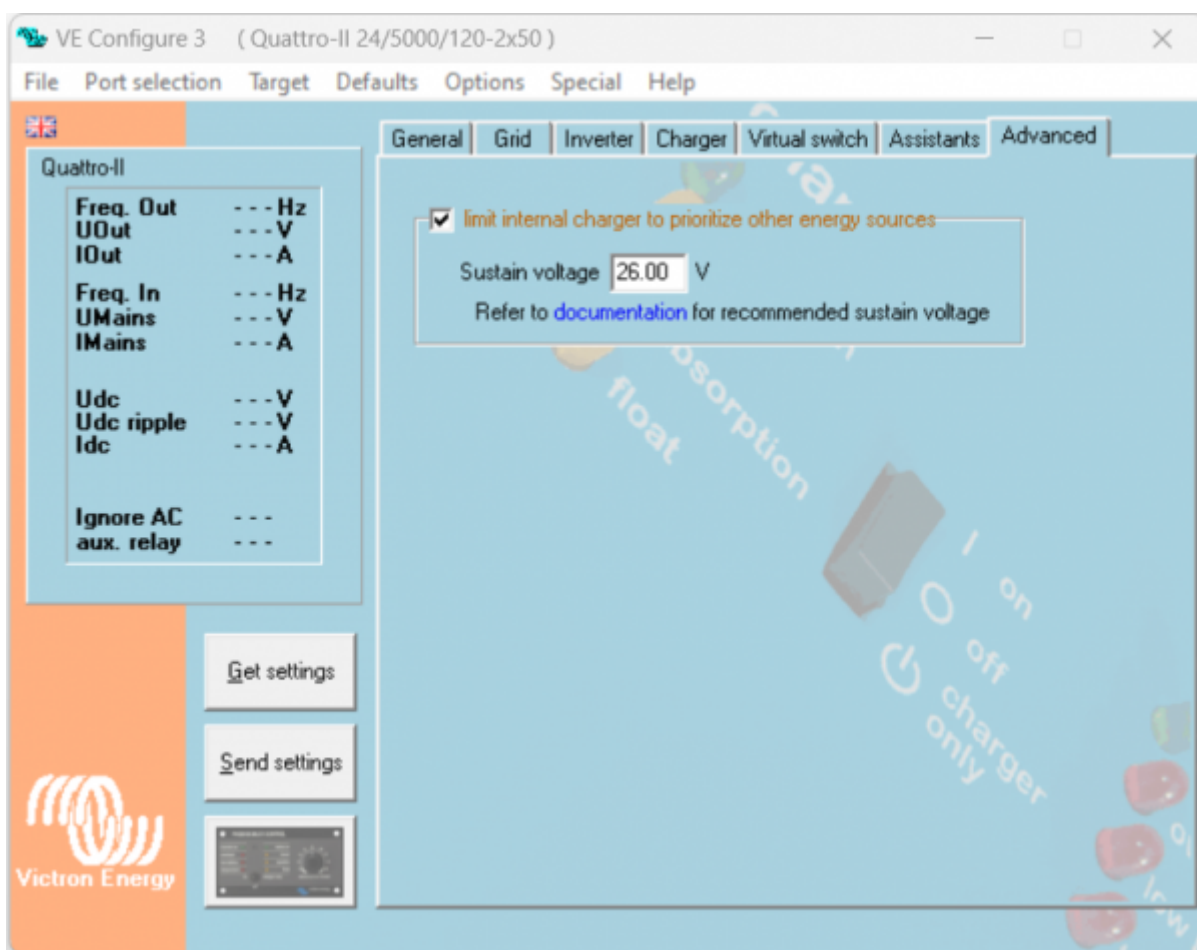 VE Configure 3 ( Quattro-II 24/5000/120-2x50 )
File Port selection Target Defaults Options Special Help
General Grid Inverter Charger Virtual switch Assistants Advanced
Quattro-II
Freq. Out - - - Hz
UOut - - - V
IOut - - - A
Freq. In - - - Hz
UMains - - - V
IMains - - - A
Udc - - - V
Udc ripple - - - V
Idc - - - A
Ignore AC - - -
aux. relay - - -
limit internal charger to prioritize other energy sources
Sustain voltage 26.00 V
Refer to documentation for recommended sustain voltage
float
on
off
charger
only
Get settings
Send settings
Victron Energy
low